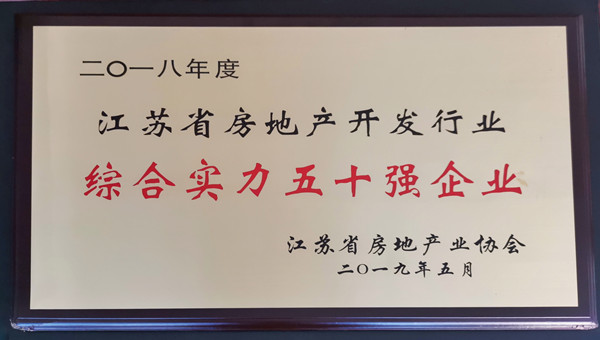 二〇一八年度
江苏省房地产开发行业
综合实力五十强企业
江苏省房地产业协会
二〇一九年五月